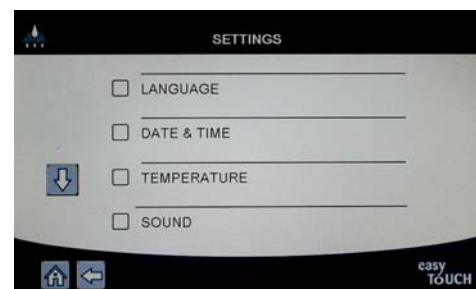 SETTINGS
LANGUAGE
DATE & TIME
TEMPERATURE
SOUND
easy
TOUCH